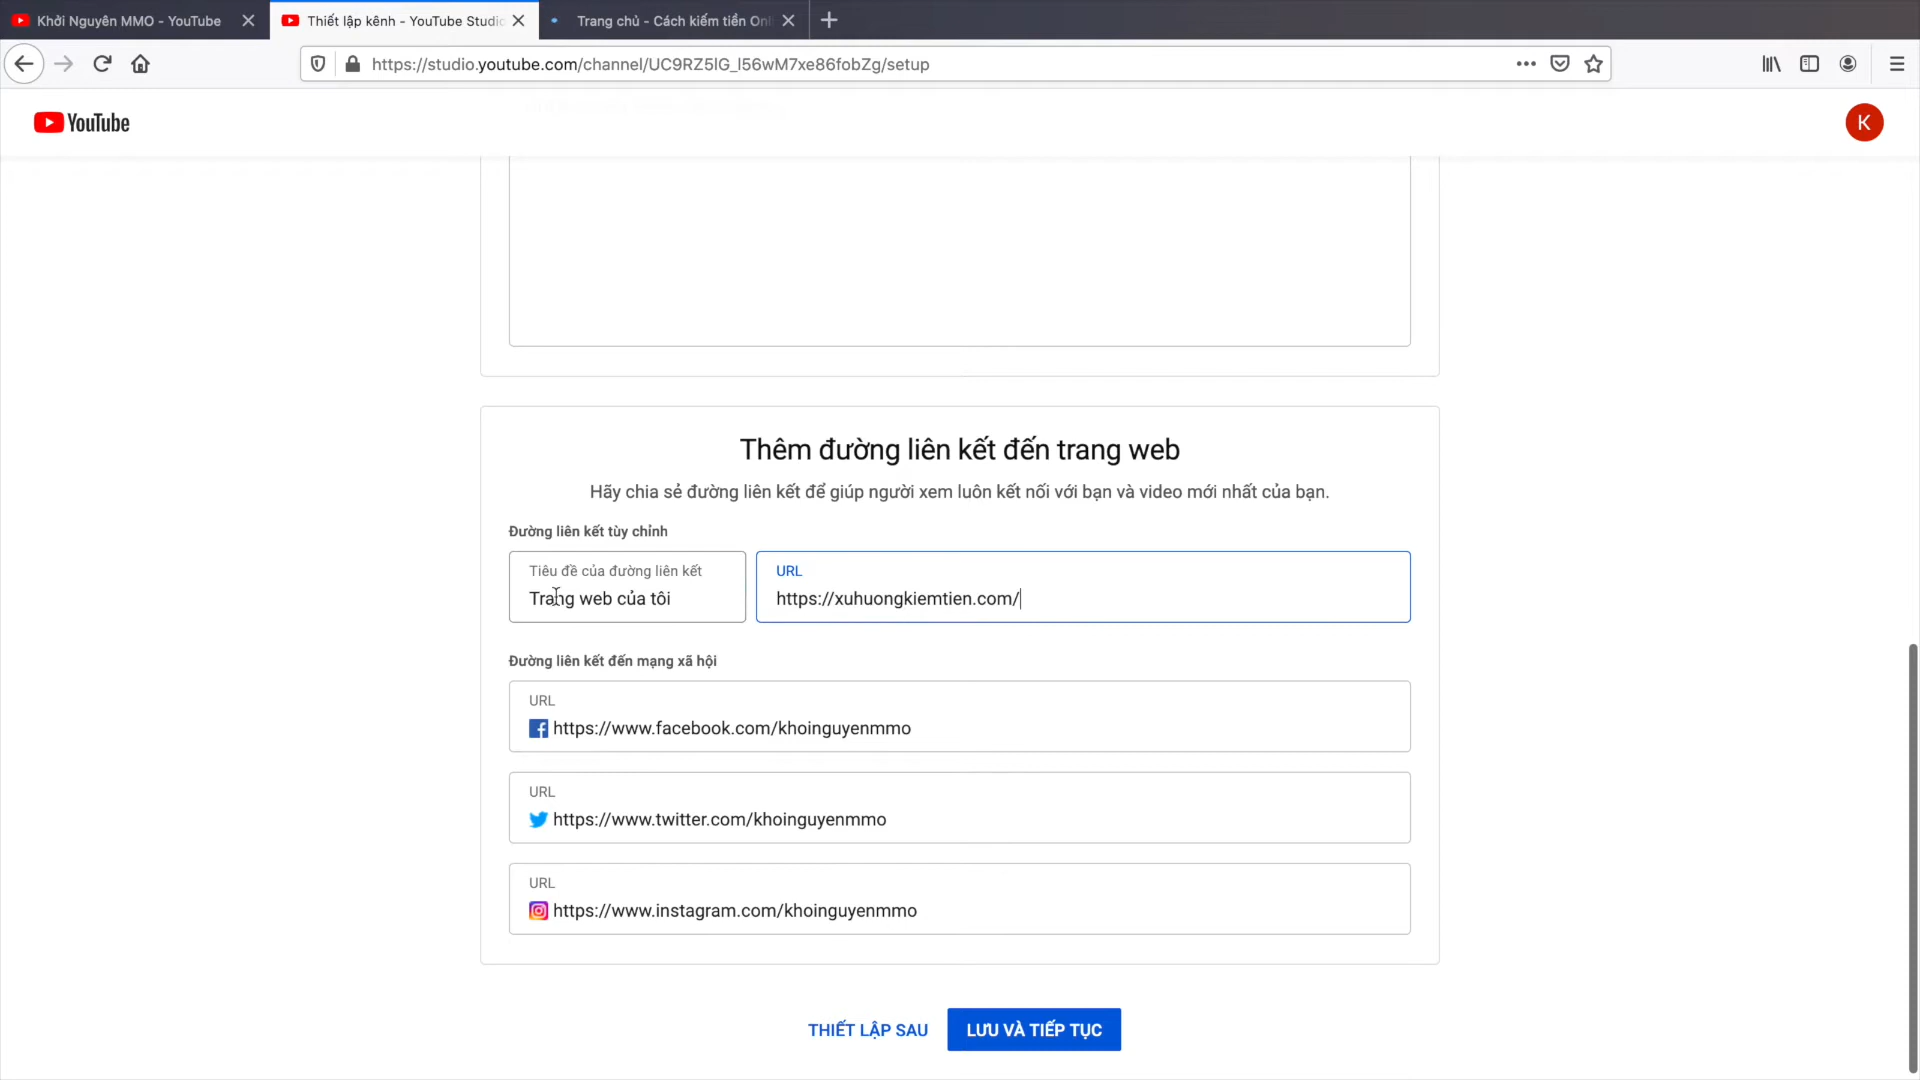 Khởi Nguyên MMO - YouTube
Thiết lập kênh - YouTube Studio
Trang chủ - Cách kiếm tiền Onl
https://studio.youtube.com/channel/UC9RZ5lG_l56wM7xe86fobZg/setup
YouTube
K
Thêm đường liên kết đến trang web
Hãy chia sẻ đường liên kết để giúp người xem luôn kết nối với bạn và video mới nhất của bạn.
Đường liên kết tùy chỉnh
Tiêu đề của đường liên kết
Trang web của tôi
URL
https://xuhuongkiemtien.com/
Đường liên kết đến mạng xã hội
URL
https://www.facebook.com/khoinguyenmmo
URL
https://www.twitter.com/khoinguyenmmo
URL
https://www.instagram.com/khoinguyenmmo
THIẾT LẬP SAU
LƯU VÀ TIẾP TỤC